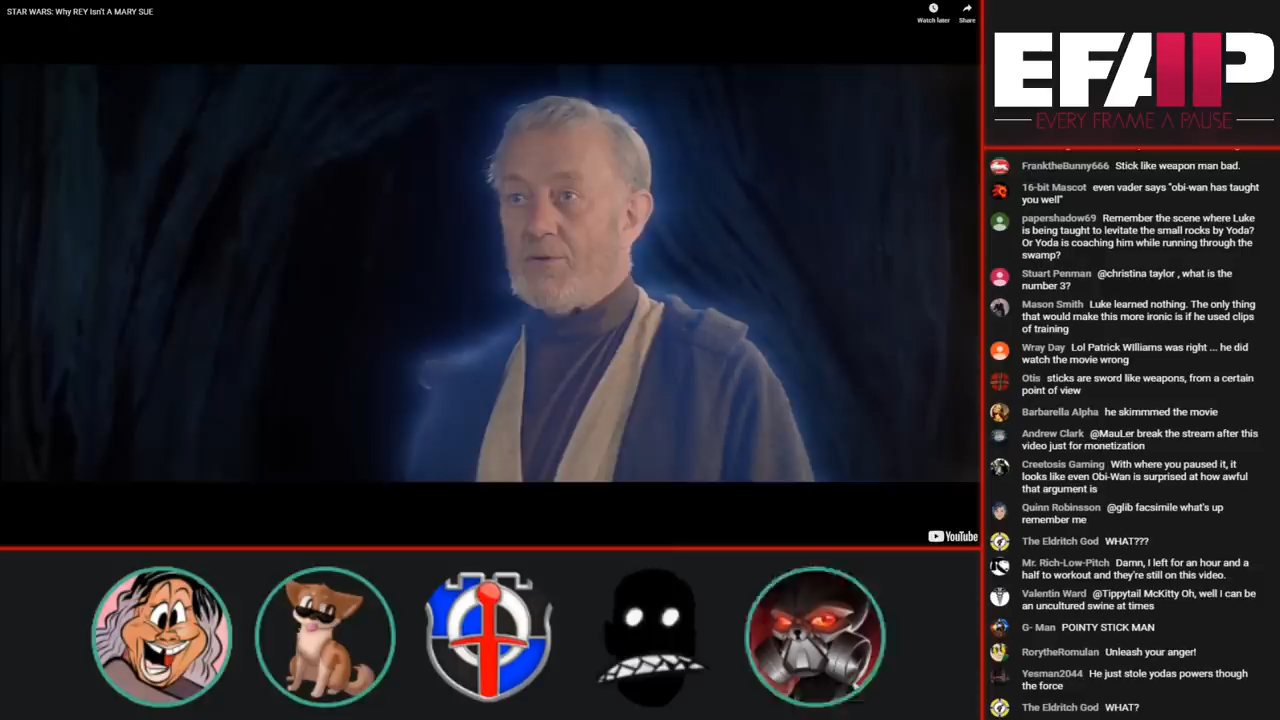 STAR WARS: Why REY Isn't A MARY SUE
Watch later
Share
YouTube
EFAP
EVERY FRAME A PAUSE
FranktheBunny666 Stick like weapon man bad.
16-bit Mascot even vader says "obi-wan has taught
you well"
papershadow69 Remember the scene where Luke
is being taught to levitate the small rocks by Yoda?
Or Yoda is coaching him while running through the
swamp?
Stuart Penman @christina taylor , what is the
number 3?
Mason Smith Luke learned nothing. The only thing
that would make this more ironic is if he used clips
of training
Wray Day Lol Patrick WIlliams was right ... he did
watch the movie wrong
Otis sticks are sword like weapons, from a certain
point of view
Barbarella Alpha he skimmmed the movie
Andrew Clark @MauLer break the stream after this
video just for monetization
Creetosis Gaming With where you paused it, it
looks like even Obi-Wan is surprised at how awful
that argument is
Quinn Robinsson @glib facsimile what's up
remember me
The Eldritch God WHAT???
Mr. Rich-Low-Pitch Damn, I left for an hour and a
half to workout and they're still on this video.
Valentin Ward @Tippytail McKitty Oh, well I can be
an uncultured swine at times
G- Man POINTY STICK MAN
RorytheRomulan Unleash your anger!
Yesman2044 He just stole yodas powers though
the force
The Eldritch God WHAT?